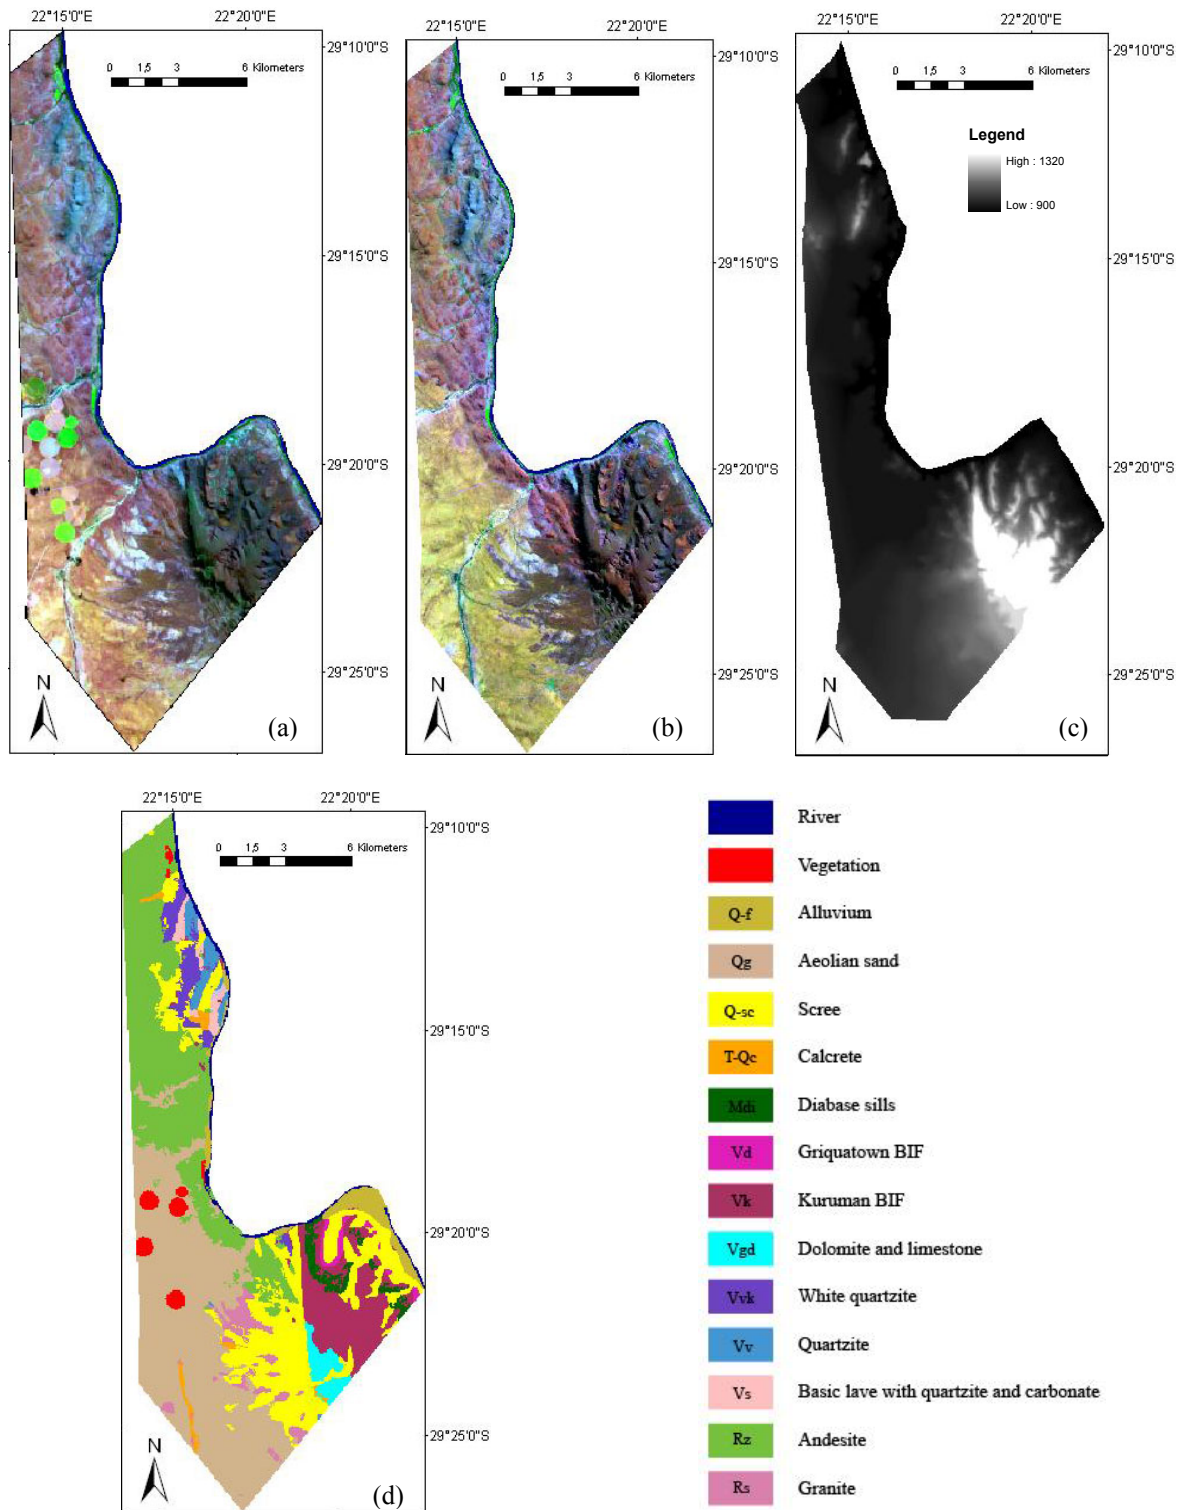 22°15'0"E 22°20'0"E
29°10'0"S
0 1,5 3 6 Kilometers
29°15'0"S
29°20'0"S
29°25'0"S
N
(a)
22°15'0"E 22°20'0"E
29°10'0"S
0 1,5 3 6 Kilometers
29°15'0"S
29°20'0"S
29°25'0"S
N
(b)
22°15'0"E 22°20'0"E
29°10'0"S
0 1,5 3 6 Kilometers
Legend
High : 1320
Low : 900
29°15'0"S
29°20'0"S
29°25'0"S
N
(c)
22°15'0"E 22°20'0"E
29°10'0"S
0 1,5 3 6 Kilometers
29°15'0"S
29°20'0"S
29°25'0"S
N
(d)
River
Vegetation
Q-f Alluvium
Qg Aeolian sand
Q-sc Scree
T-Qc Calcrete
Mdi Diabase sills
Vd Griquatown BIF
Vk Kuruman BIF
Vgd Dolomite and limestone
Vvk White quartzite
Vv Quartzite
Vs Basic lave with quartzite and carbonate
Rz Andesite
Rs Granite